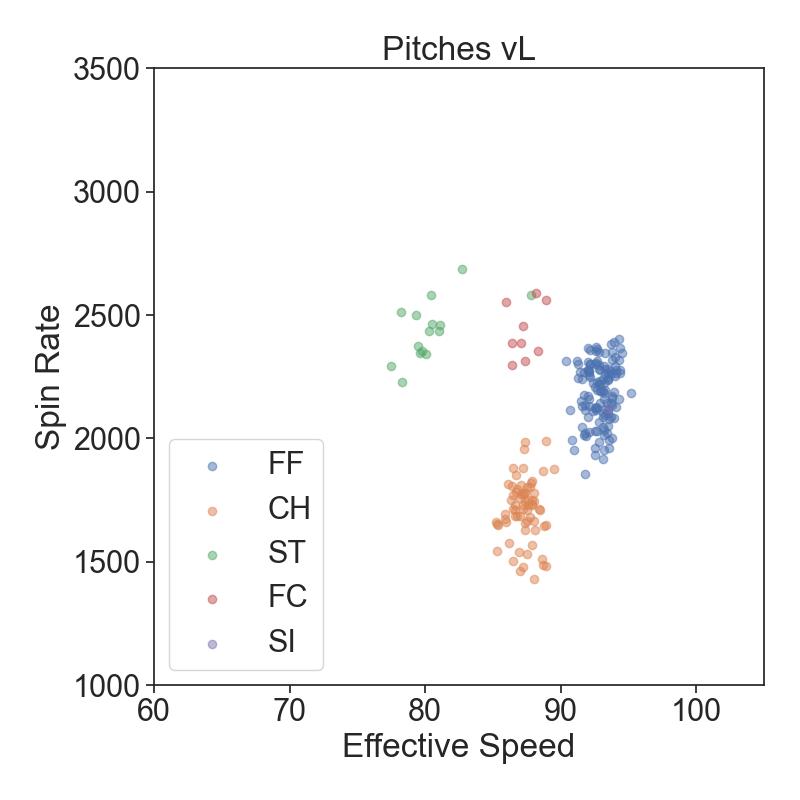 Pitches vL
3500
3000
2500
2000
1500
1000
Spin Rate
FF
CH
ST
FC
SI
60 70 80 90 100
Effective Speed